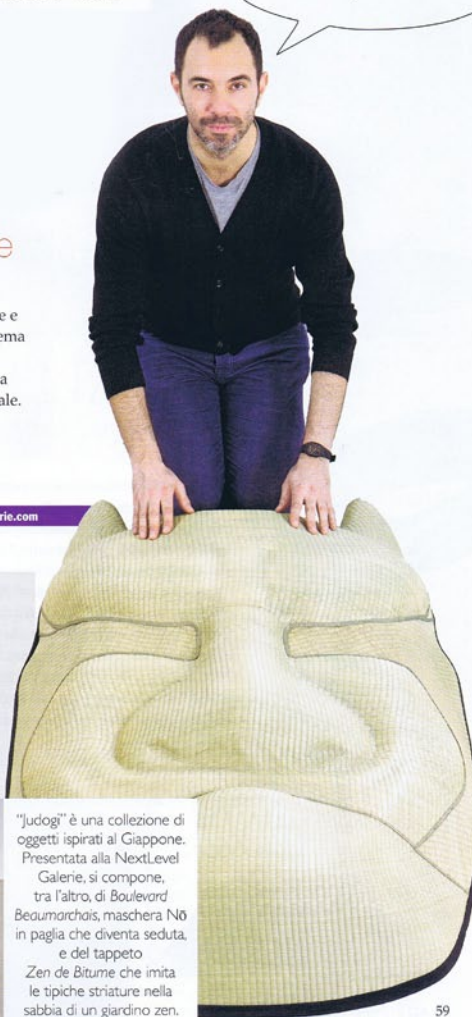 e
e e
ema
a
ale.
rie.com
"Judogi" è una collezione di
oggetti ispirati al Giappone.
Presentata alla NextLevel
Galerie, si compone,
tra l'altro, di Boulevard
Beaumarchais, maschera Nō
in paglia che diventa seduta,
e del tappeto
Zen de Bitume che imita
le tipiche striature nella
sabbia di un giardino zen.
59